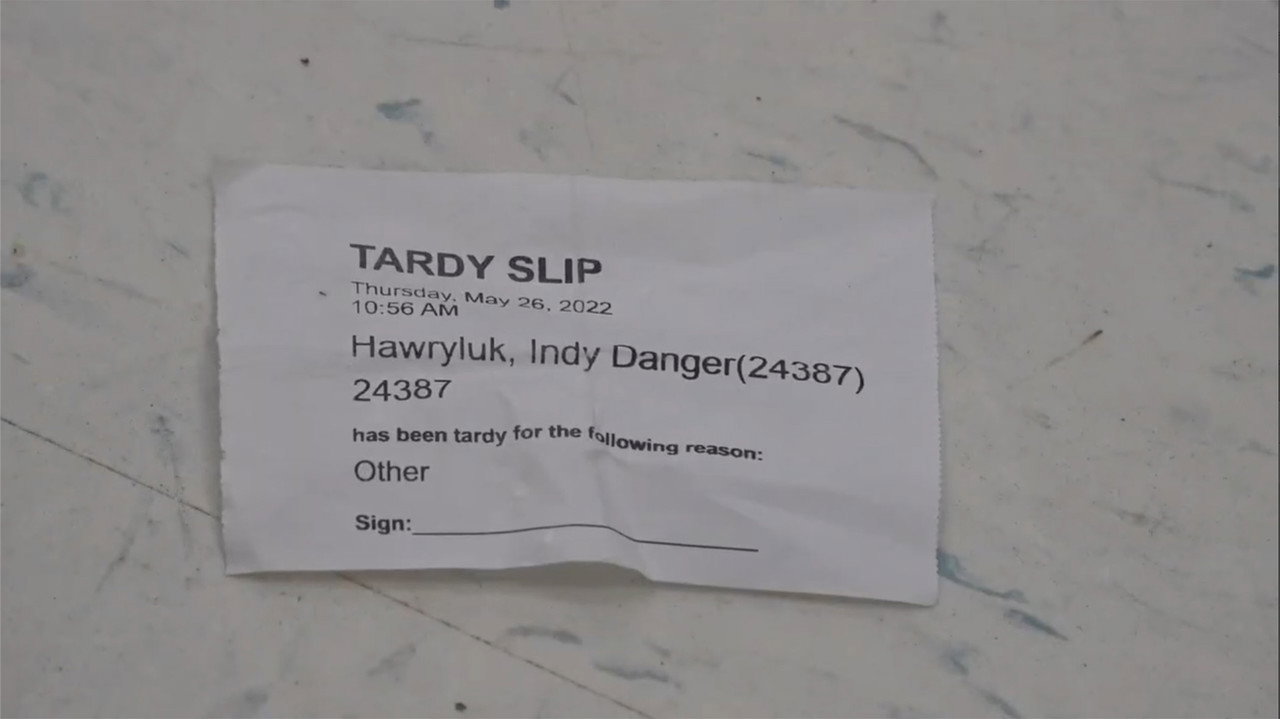 TARDY SLIP
Thursday, May 26, 2022
10:56 AM
Hawryluk, Indy Danger(24387)
24387
has been tardy for the following reason:
Other
Sign: